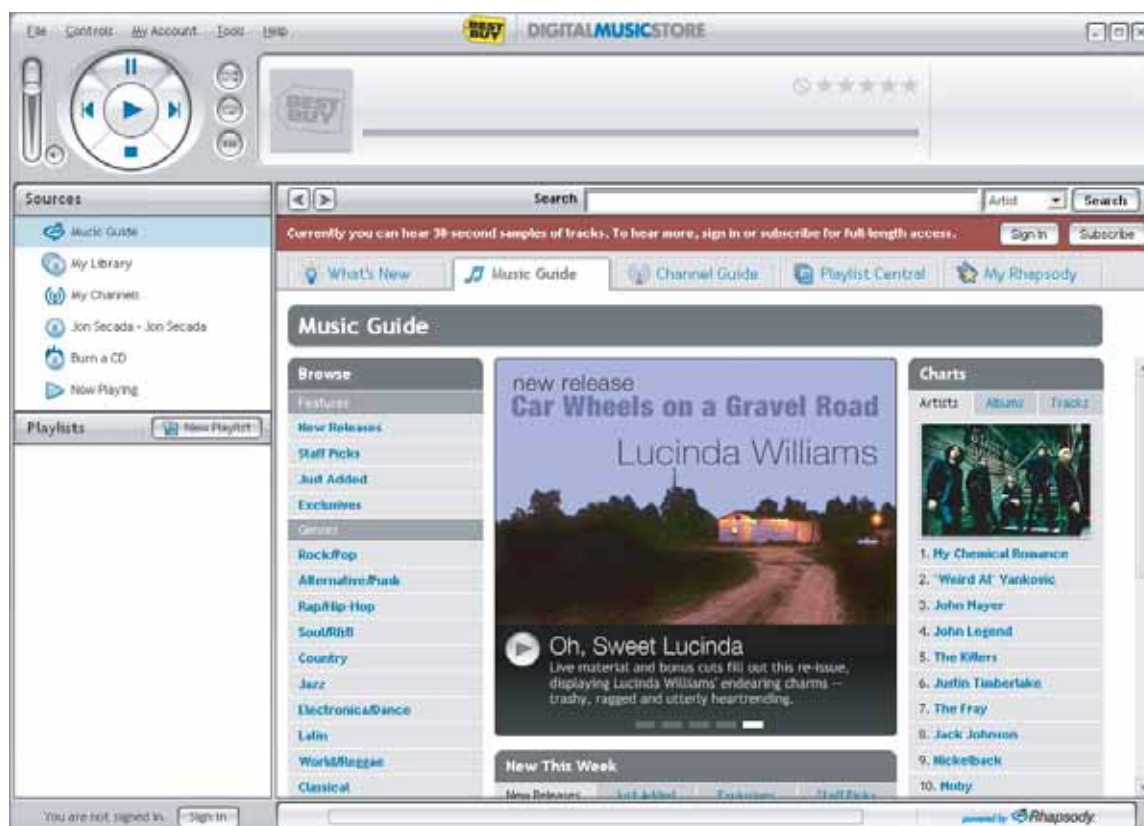 File Controls My Account Tools Help
BEST BUY DIGITALMUSICSTORE
BEST BUY
Sources
Music Guide
My Library
My Channels
Jon Secada - Jon Secada
Burn a CD
Now Playing
Playlists New Playlist
Search Artist Search
Currently you can hear 30-second samples of tracks. To hear more, sign in or subscribe for full-length access. Sign In Subscribe
What's New Music Guide Channel Guide Playlist Central My Rhapsody
Music Guide
Browse
Features
New Releases
Staff Picks
Just Added
Exclusives
Genres
Rock/Pop
Alternative/Punk
Rap/Hip-Hop
Soul/R&B
Country
Jazz
Electronica/Dance
Latin
World/Reggae
Classical
new release
Car Wheels on a Gravel Road
Lucinda Williams
Oh, Sweet Lucinda
Live material and bonus cuts fill out this re-issue,
displaying Lucinda Williams' endearing charms --
trashy, ragged and utterly heartrending.
New This Week
New Releases Just Added Exclusives Staff Picks
Charts
Artists Albums Tracks
1. My Chemical Romance
2. "Weird Al" Yankovic
3. John Mayer
4. John Legend
5. The Killers
6. Justin Timberlake
7. The Fray
8. Jack Johnson
9. Nickelback
10. Moby
You are not signed in. Sign In
powered by Rhapsody